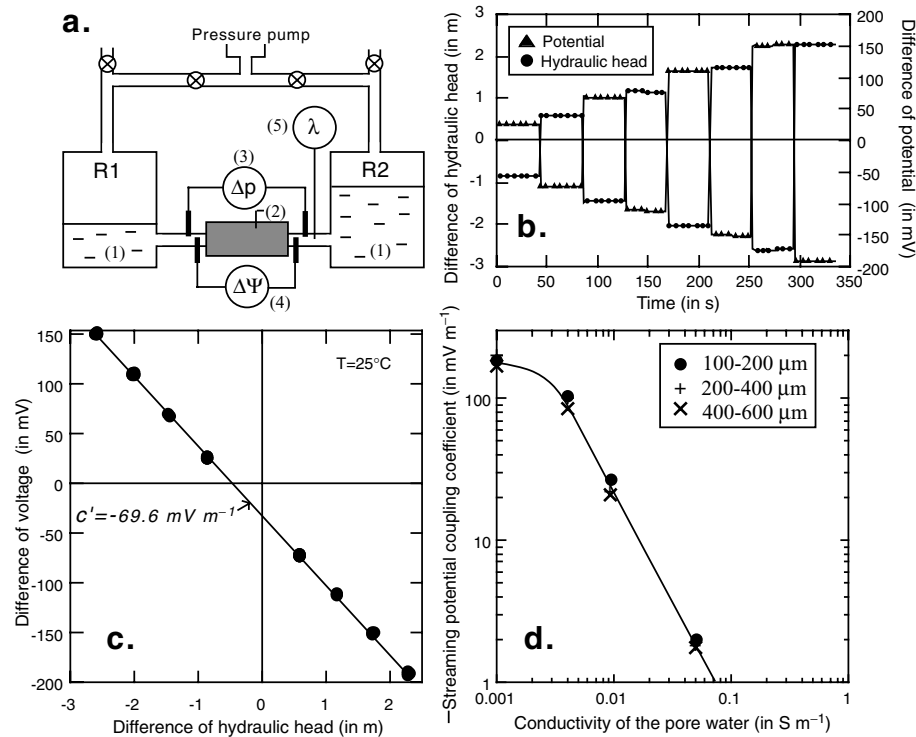 a.
Pressure pump
(5)
λ
R1
R2
(3)
Δp
(2)
(1)
(1)
ΔΨ
(4)
b.
Potential
Hydraulic head
Difference of hydraulic head (in m)
3
2
1
0
-1
-2
-3
Difference of potential (in mV)
200
150
100
50
0
-50
-100
-150
-200
0 50 100 150 200 250 300 350
Time (in s)
c.
T=25°C
c'=-69.6 mV m⁻¹
Difference of voltage (in mV)
150
100
50
0
-50
-100
-150
-200
-3 -2 -1 0 1 2
Difference of hydraulic head (in m)
d.
100-200 μm
200-400 μm
400-600 μm
−Streaming potential coupling coefficient (in mV m⁻¹)
100
10
1
0.001 0.01 0.1 1
Conductivity of the pore water (in S m⁻¹)